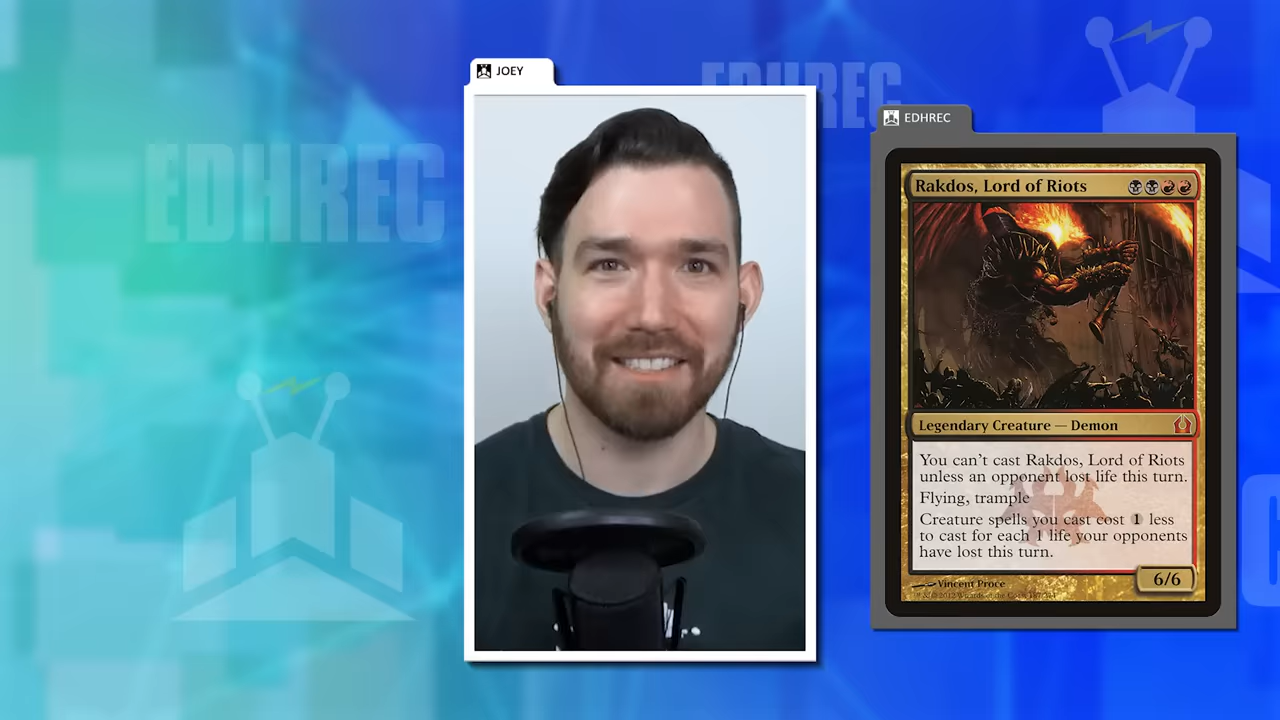 JOEY
EDHREC
EDHREC
EDHREC
Rakdos, Lord of Riots
Legendary Creature — Demon
You can't cast Rakdos, Lord of Riots
unless an opponent lost life this turn.
Flying, trample
Creature spells you cast cost 1 less
to cast for each 1 life your opponents
have lost this turn.
6/6
Vincent Proce